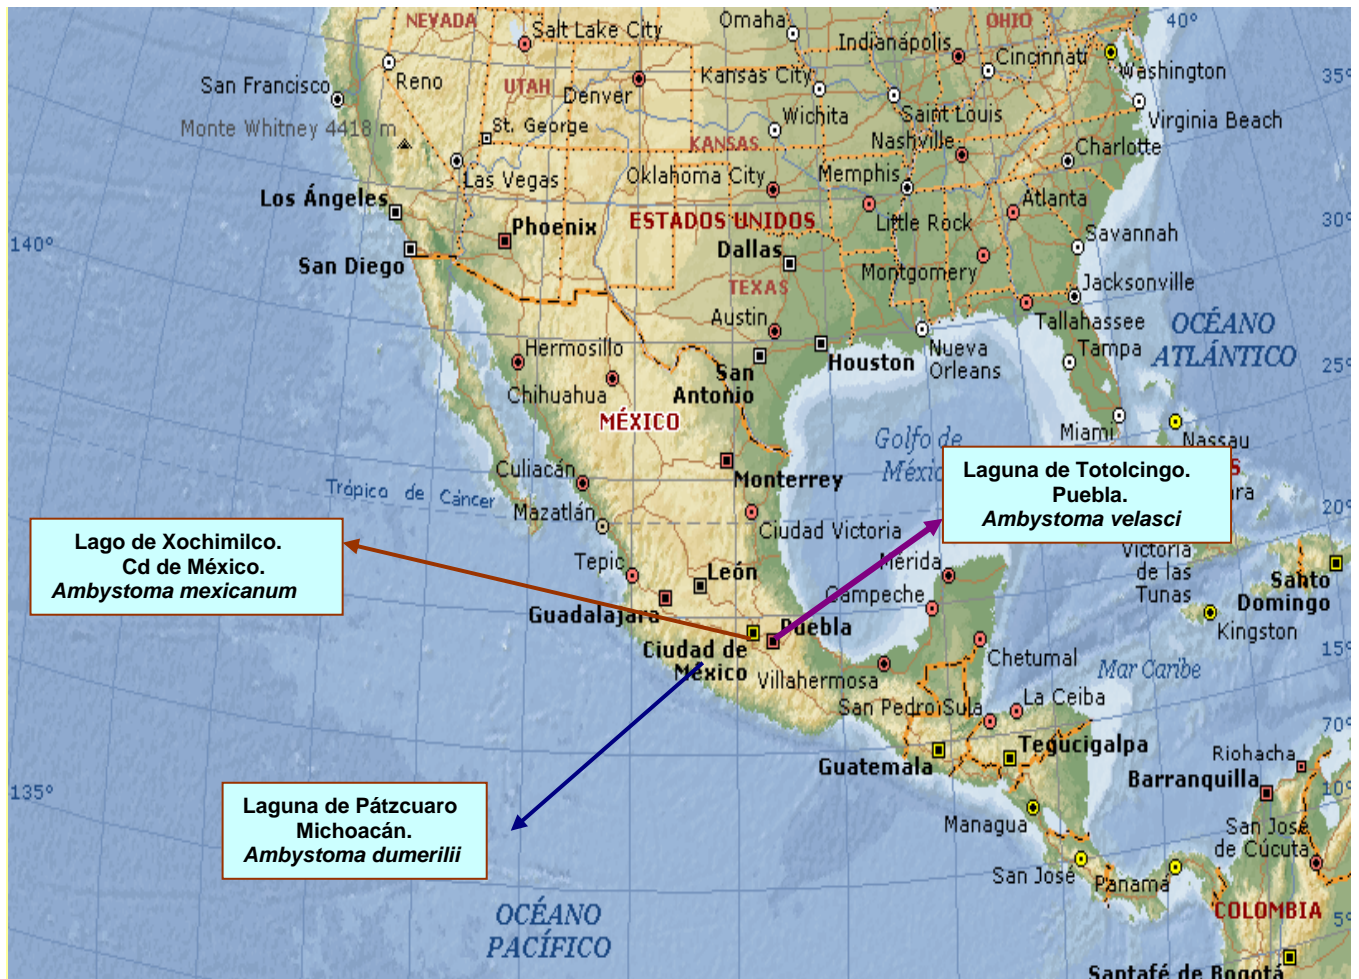 NEVADA
Salt Lake City
Omaha
OHIO
40°
Indianápolis
Cincinnati
Washington
35°
Reno
UTAH
Denver
Kansas City
San Francisco
Saint Louis
Virginia Beach
Monte Whitney 4418 m
St. George
Wichita
KANSAS
Nashville
Charlotte
Las Vegas
Oklahoma City
Memphis
Los Ángeles
Atlanta
30°
ESTADOS UNIDOS
Little Rock
Phoenix
140°
San Diego
Dallas
Savannah
Montgomery
TEXAS
Jacksonville
Austin
Tallahassee
OCÉANO
ATLÁNTICO
Hermosillo
Nueva
Orleans
Tampa
25°
San
Antonio
Houston
Chihuahua
MÉXICO
Miami
Nassau
Golfo de
Méxic
Culiacán
Monterrey
Laguna de Totolcingo.
Puebla.
Ambystoma velasci
S
ara
Trópico de Cáncer
Mazatlán
Ciudad Victoria
20°
Lago de Xochimilco.
Cd de México.
Ambystoma mexicanum
Tepic
León
Mérida
Victoria
de las
Tunas
Santo
Domingo
Campeche
Guadalajara
Puebla
Kingston
Ciudad de
México
Chetumal
15°
Villahermosa
Mar Caribe
San Pedro Sula
La Ceiba
70°
Tegucigalpa
Guatemala
Riohacha
Barranquilla
135°
10°
Laguna de Pátzcuaro
Michoacán.
Ambystoma dumerilii
Managua
San José
de Cúcuta
San José
Panamá
OCÉANO
PACÍFICO
COLOMBIA
5°
Santafé de Bogotá